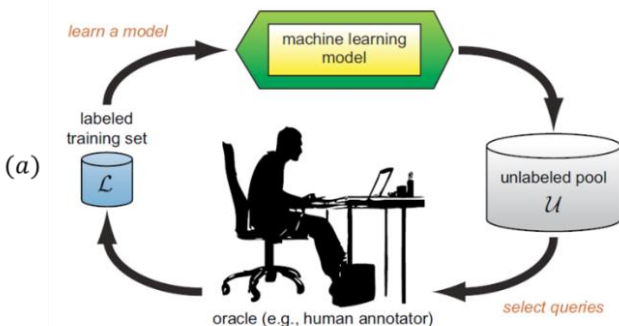 learn a model
machine learning
model
labeled
training set
(a)
ℒ
unlabeled pool
𝒰
oracle (e.g., human annotator)
select queries